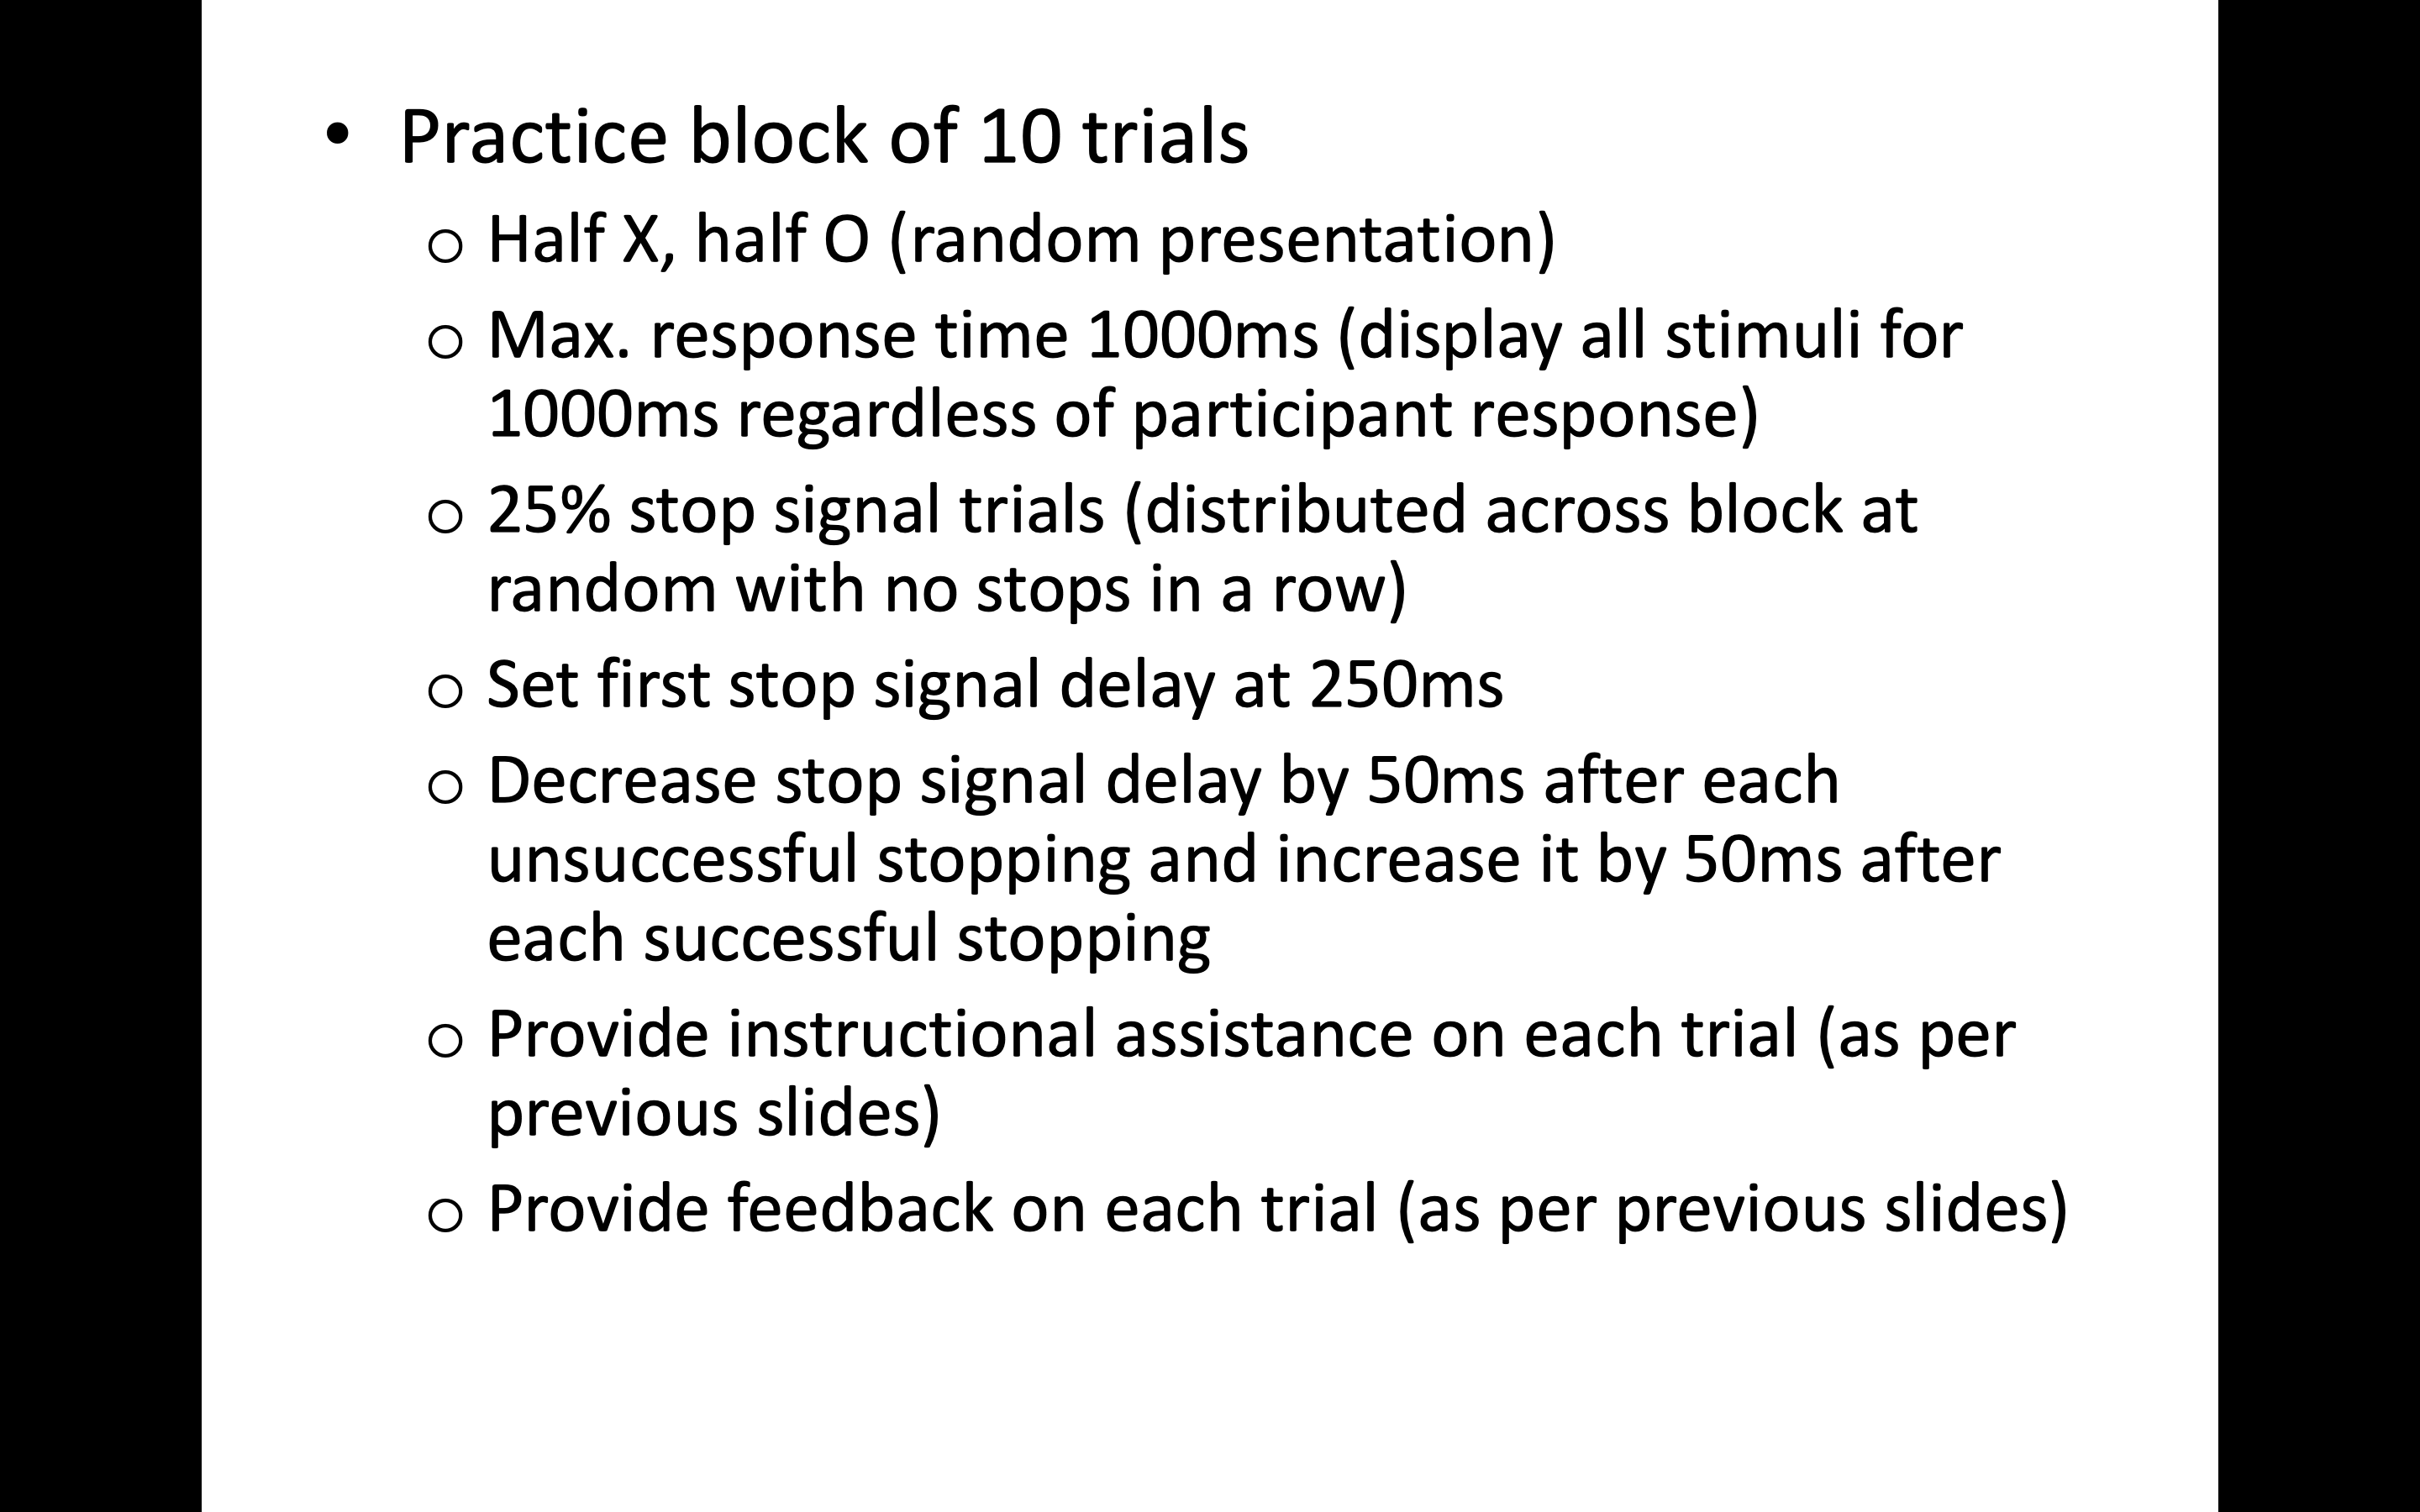 • Practice block of 10 trials
○ Half X, half O (random presentation)
○ Max. response time 1000ms (display all stimuli for
1000ms regardless of participant response)
○ 25% stop signal trials (distributed across block at
random with no stops in a row)
○ Set first stop signal delay at 250ms
○ Decrease stop signal delay by 50ms after each
unsuccessful stopping and increase it by 50ms after
each successful stopping
○ Provide instructional assistance on each trial (as per
previous slides)
○ Provide feedback on each trial (as per previous slides)